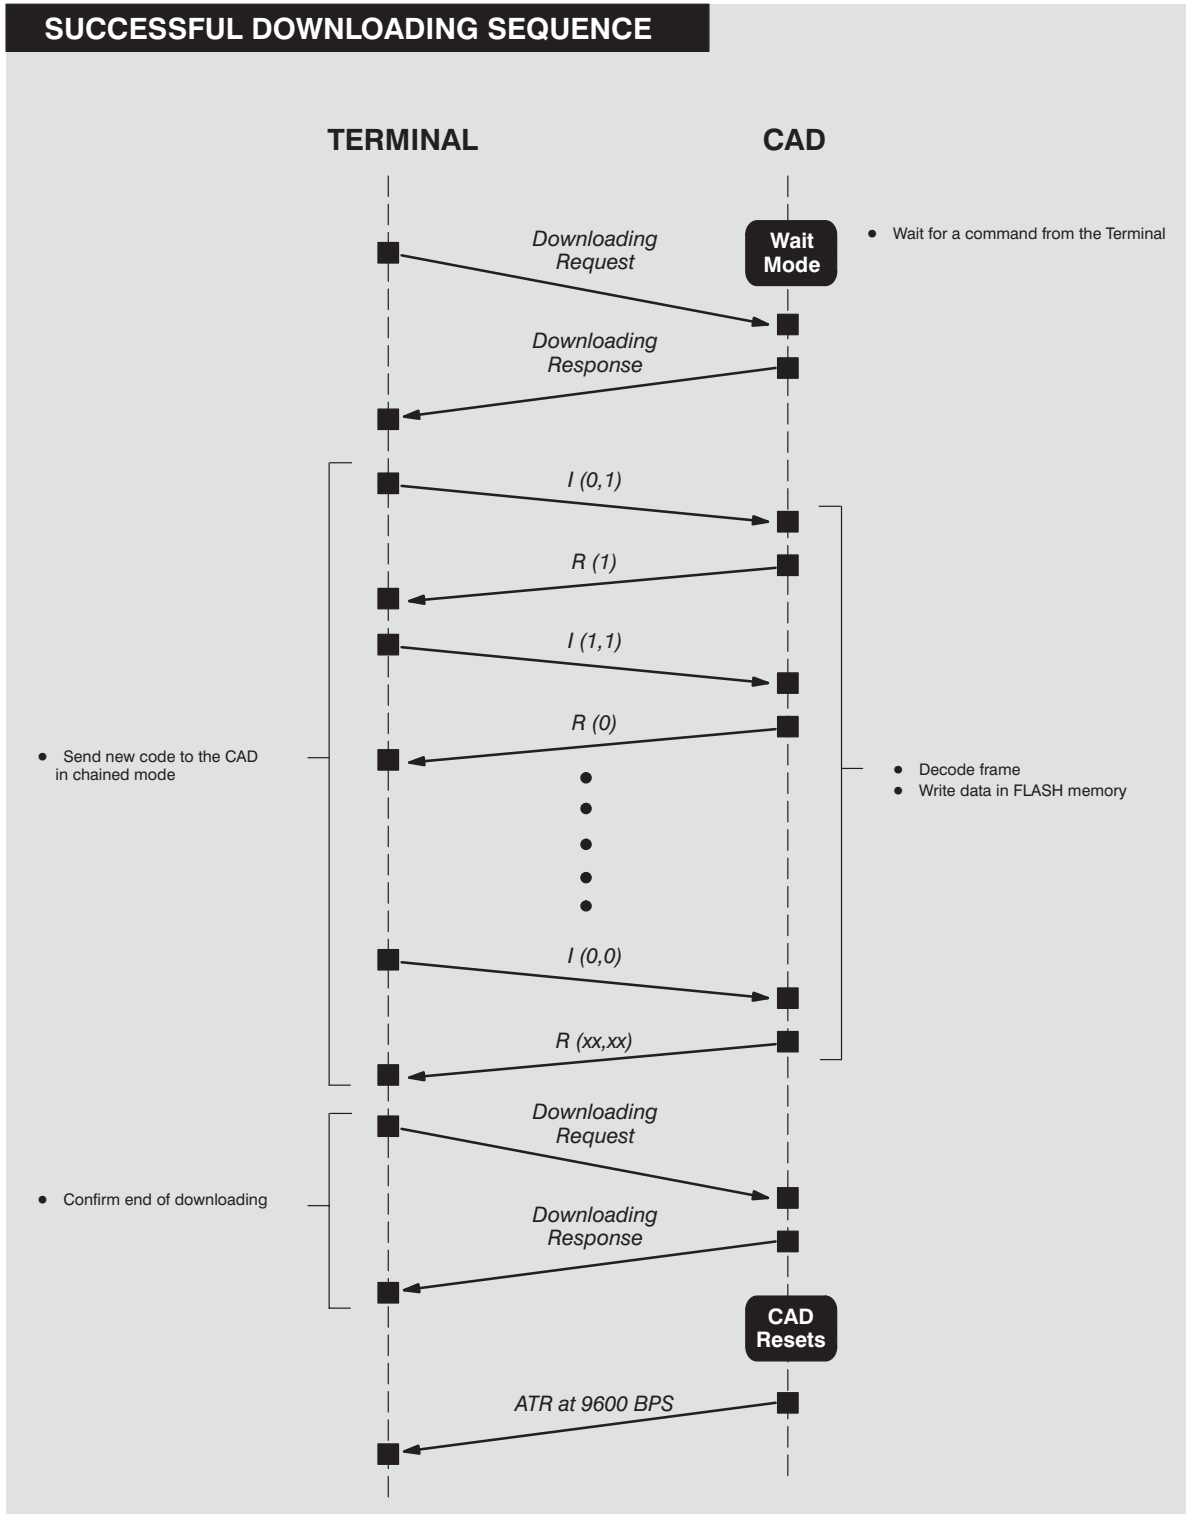 SUCCESSFUL DOWNLOADING SEQUENCE
TERMINAL
CAD
Wait
Mode
● Wait for a command from the Terminal
Downloading
Request
Downloading
Response
I (0,1)
R (1)
I (1,1)
R (0)
● Send new code to the CAD
in chained mode
● Decode frame
● Write data in FLASH memory
I (0,0)
R (xx,xx)
Downloading
Request
● Confirm end of downloading
Downloading
Response
CAD
Resets
ATR at 9600 BPS